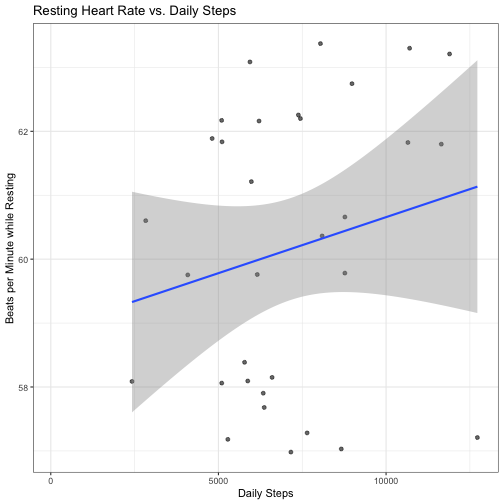 Resting Heart Rate vs. Daily Steps
Beats per Minute while Resting
62
60
58
0 5000 10000
Daily Steps